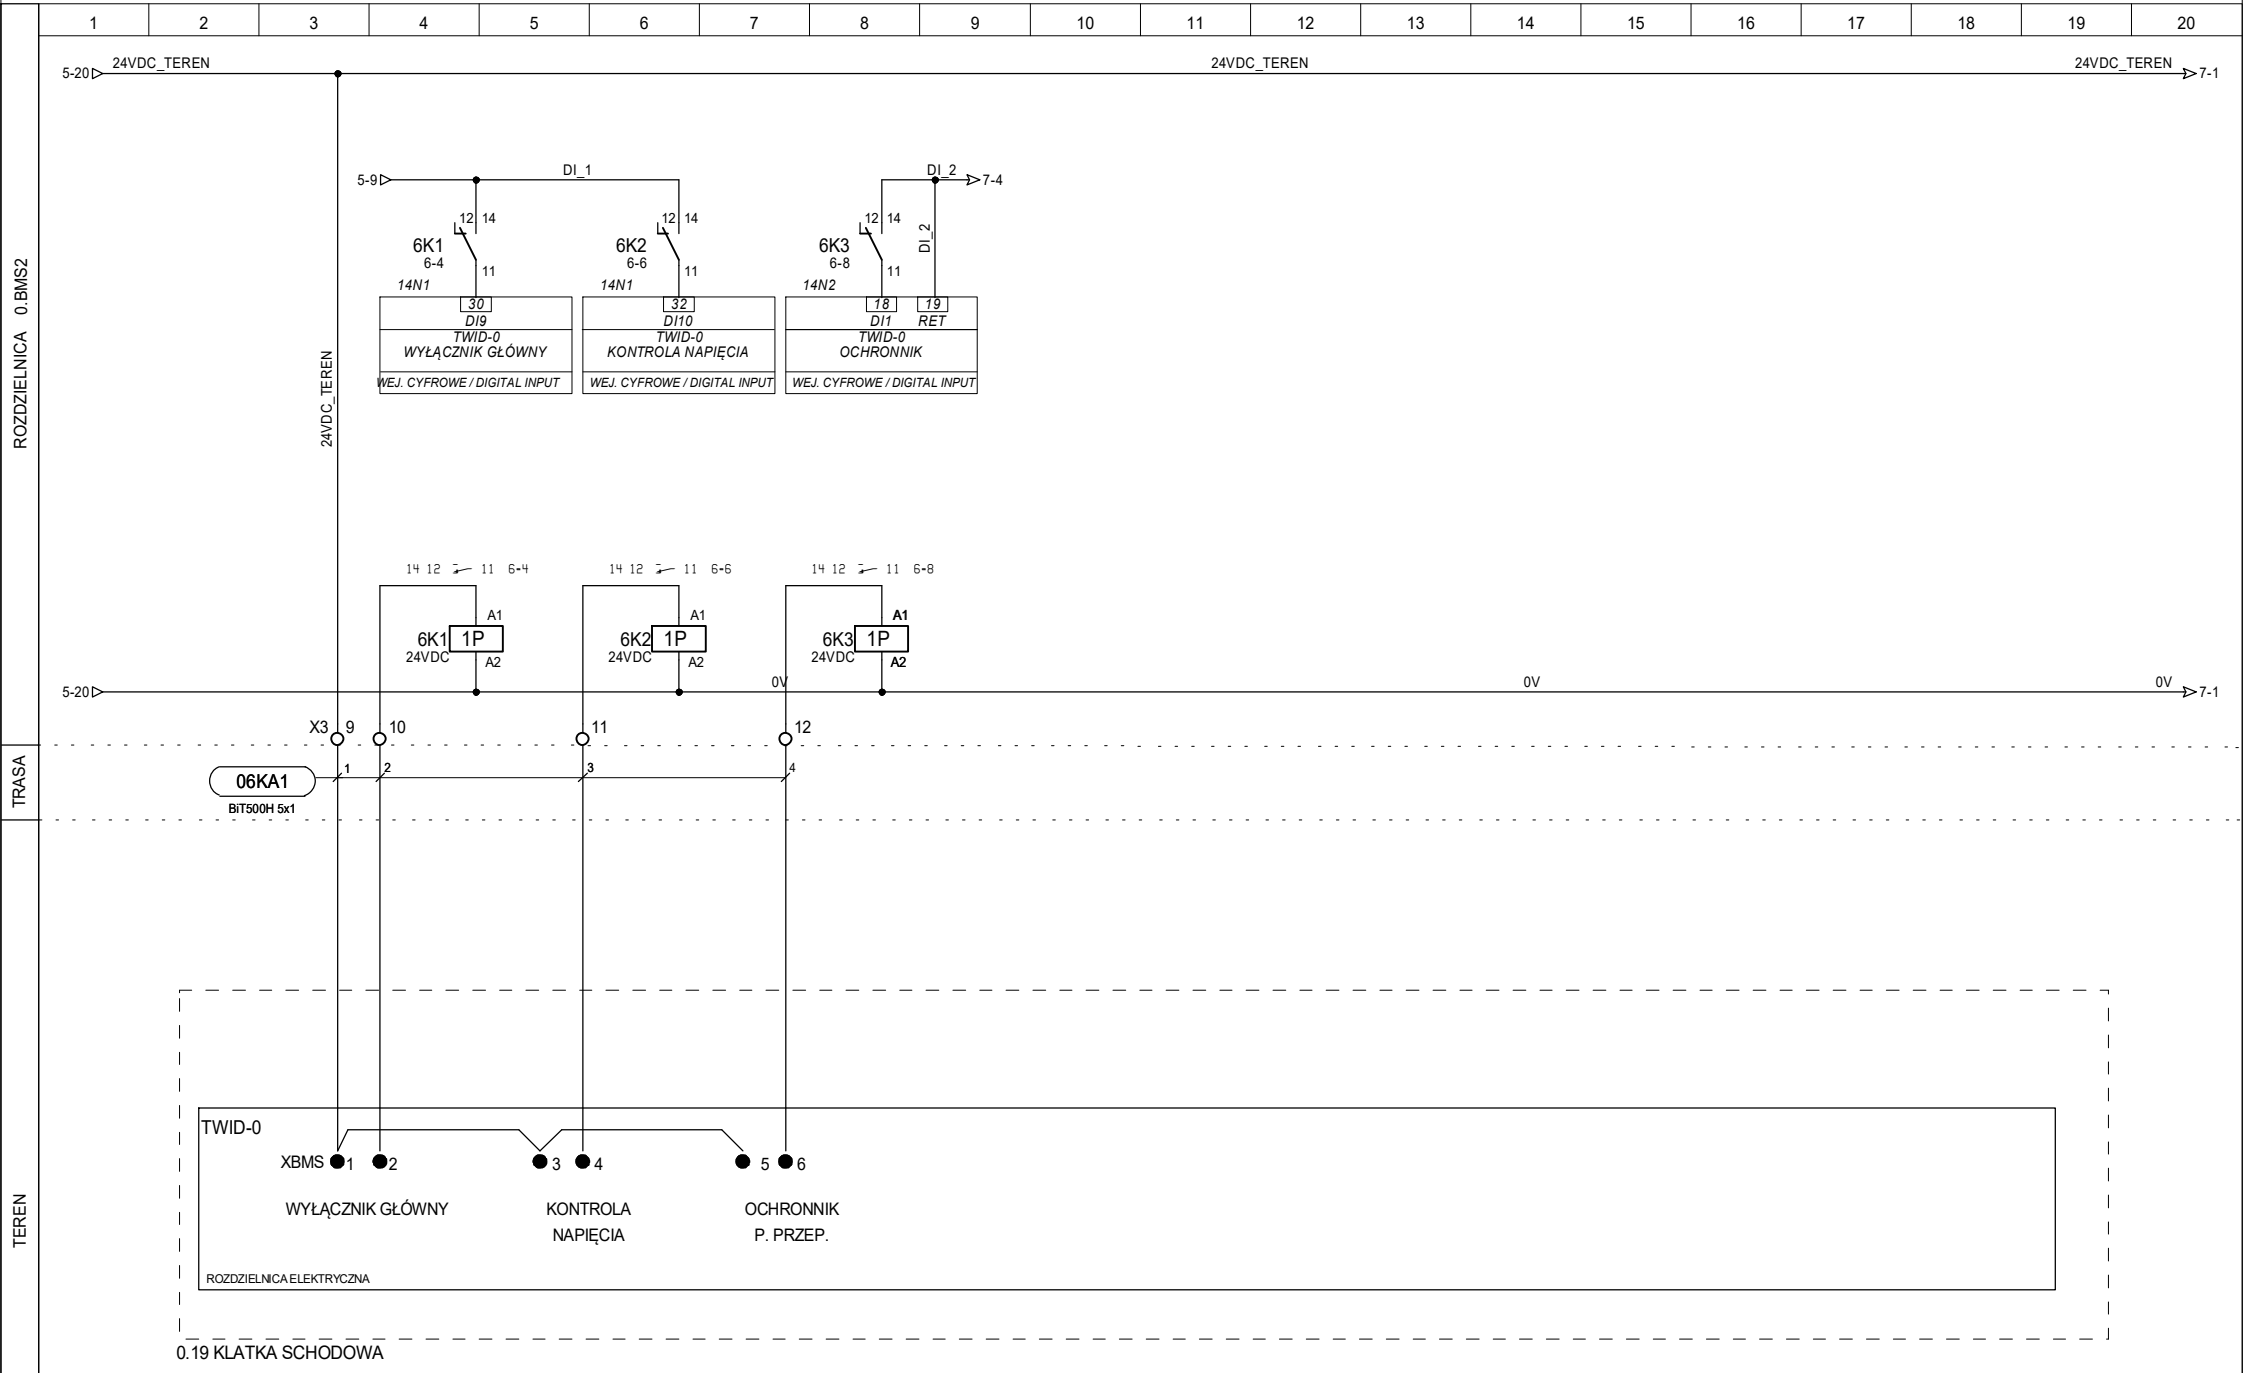 1 2 3 4 5 6 7 8 9 10 11 12 13 14 15 16 17 18 19 20
5-20 24VDC_TEREN 24VDC_TEREN 24VDC_TEREN 7-1
5-9 DI_1 DI_2 7-4
12 14 12 14 12 14
6K1 6K2 6K3 DI_2
6-4 6-6 6-8
11 11 11
14N1 14N1 14N2
30 32 18 19
DI9 DI10 DI1 RET
TWID-0 TWID-0 TWID-0
WYŁĄCZNIK GŁÓWNY KONTROLA NAPIĘCIA OCHRONNIK
WEJ. CYFROWE / DIGITAL INPUT WEJ. CYFROWE / DIGITAL INPUT WEJ. CYFROWE / DIGITAL INPUT
ROZDZIELNICA 0.BMS2
24VDC_TEREN
14 12 11 6-4 14 12 11 6-6 14 12 11 6-8
A1 A1 A1
6K1 1P 6K2 1P 6K3 1P
24VDC 24VDC 24VDC
A2 A2 A2
5-20 0V 0V 0V 7-1
X3 9 10 11 12
TRASA
1 2 3 4
06KA1
BiT500H 5x1
TEREN
TWID-0
XBMS 1 2 3 4 5 6
WYŁĄCZNIK GŁÓWNY KONTROLA OCHRONNIK
NAPIĘCIA P. PRZEP.
ROZDZIELNICA ELEKTRYCZNA
0.19 KLATKA SCHODOWA